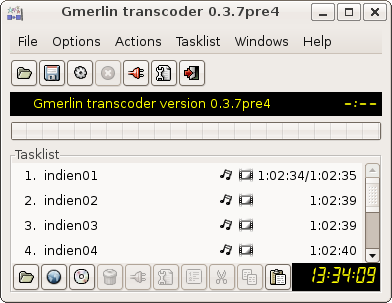 Gmerlin transcoder 0.3.7pre4
File Options Actions Tasklist Windows Help
Gmerlin transcoder version 0.3.7pre4 -:--
Tasklist
1. indien01 1:02:34/1:02:35
2. indien02 1:02:39
3. indien03 1:02:39
4. indien04 1:02:40
13:34:09